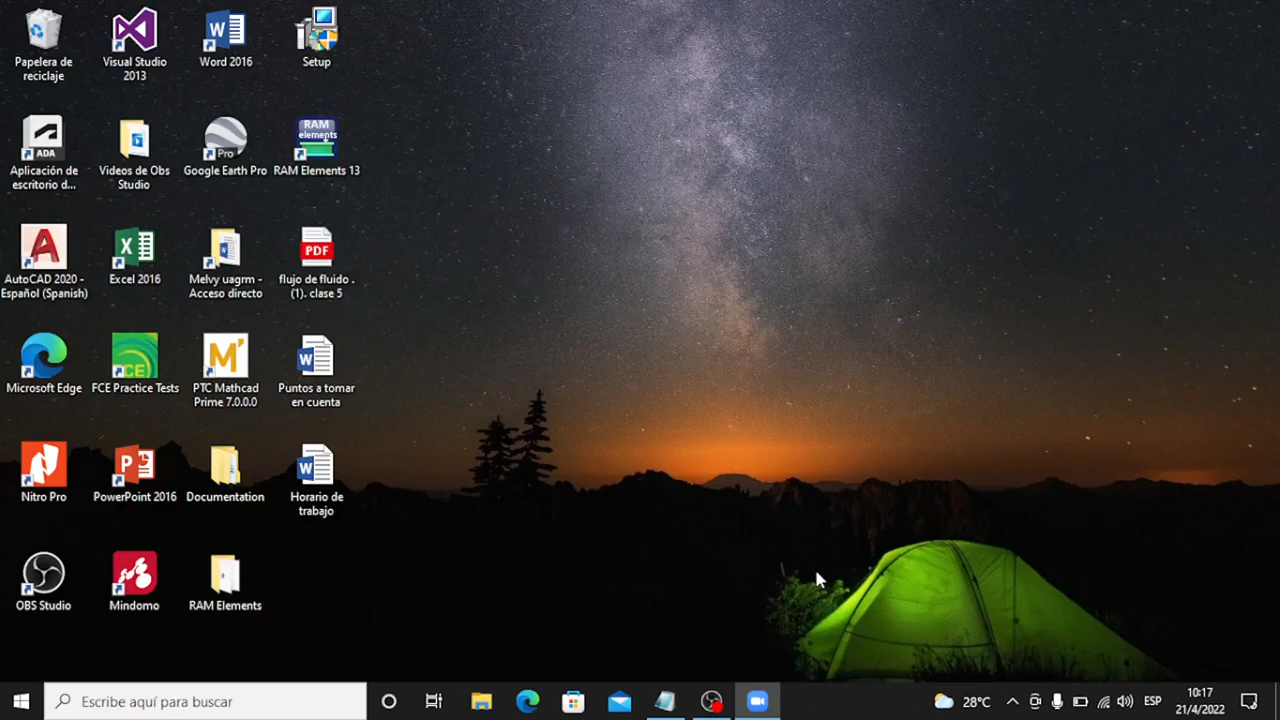 Papelera de
reciclaje
Visual Studio
2013
Word 2016
Setup
ADA
Aplicación de
escritorio d...
Videos de Obs
Studio
Pro
Google Earth Pro
RAM
elements
RAM Elements 13
AutoCAD 2020 -
Español (Spanish)
Excel 2016
Melvy uagrm -
Acceso directo
PDF
flujo de fluido .
(1). clase 5
Microsoft Edge
FCE
FCE Practice Tests
PTC Mathcad
Prime 7.0.0.0
Puntos a tomar
en cuenta
Nitro Pro
PowerPoint 2016
Documentation
Horario de
trabajo
OBS Studio
Mindomo
RAM Elements
Escribe aquí para buscar
28°C
ESP
10:17
21/4/2022